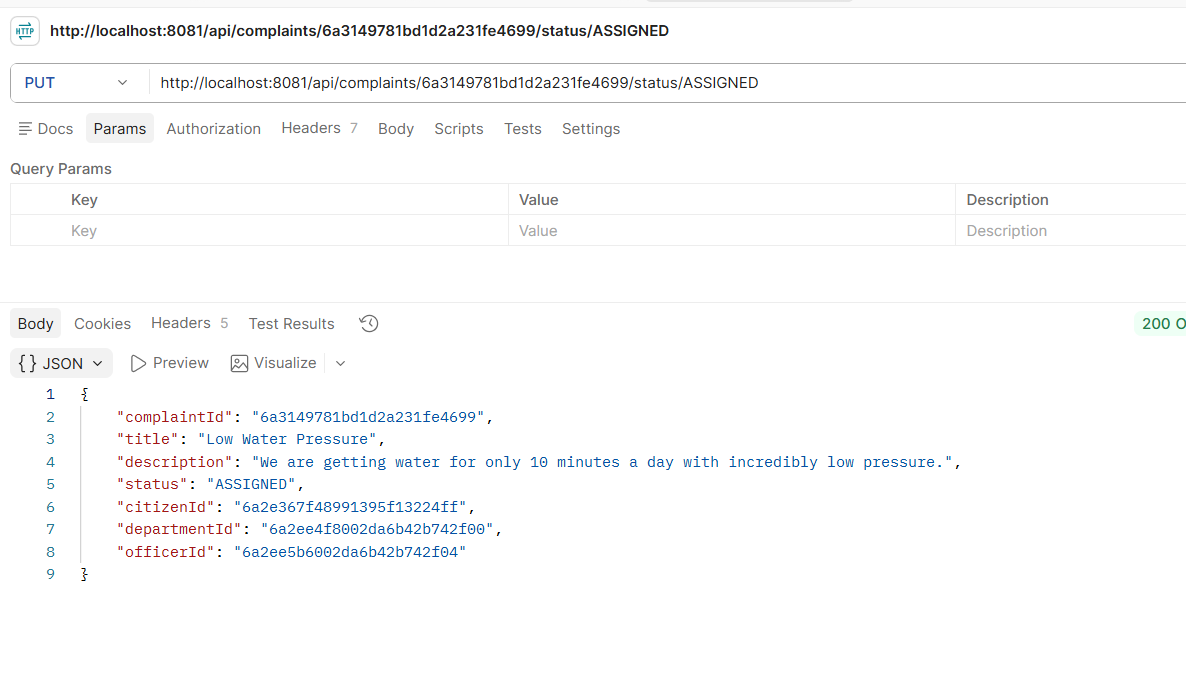 HTTP http://localhost:8081/api/complaints/6a3149781bd1d2a231fe4699/status/ASSIGNED
PUT http://localhost:8081/api/complaints/6a3149781bd1d2a231fe4699/status/ASSIGNED
Docs Params Authorization Headers 7 Body Scripts Tests Settings
Query Params
Key Value Description
Key Value Description
Body Cookies Headers 5 Test Results 200 O
{} JSON Preview Visualize
1 {
2 "complaintId": "6a3149781bd1d2a231fe4699",
3 "title": "Low Water Pressure",
4 "description": "We are getting water for only 10 minutes a day with incredibly low pressure.",
5 "status": "ASSIGNED",
6 "citizenId": "6a2e367f48991395f13224ff",
7 "departmentId": "6a2ee4f8002da6b42b742f00",
8 "officerId": "6a2ee5b6002da6b42b742f04"
9 }